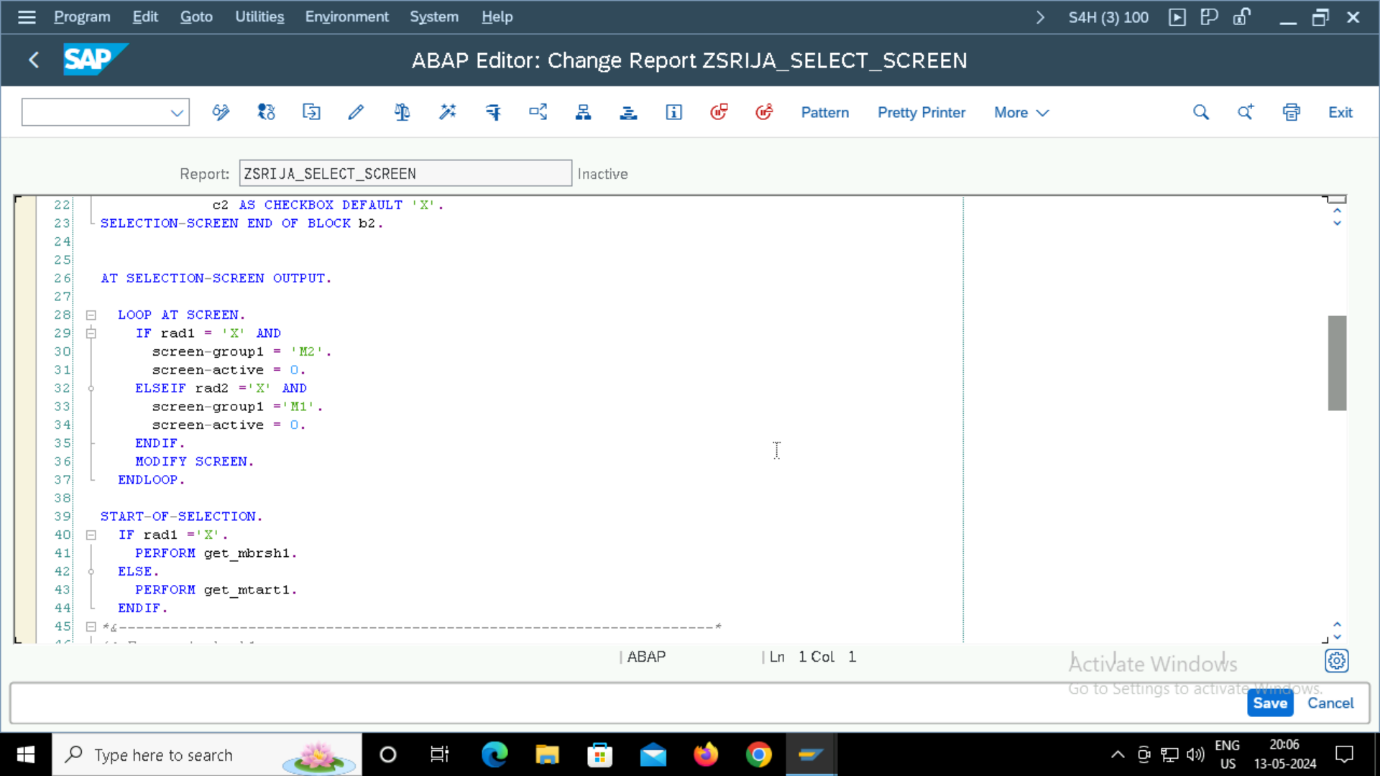 Program Edit Goto Utilities Environment System Help S4H (3) 100
SAP ABAP Editor: Change Report ZSRIJA_SELECT_SCREEN
Pattern Pretty Printer More Exit
Report: ZSRIJA_SELECT_SCREEN Inactive
22 c2 AS CHECKBOX DEFAULT 'X'.
23 SELECTION-SCREEN END OF BLOCK b2.
24
25
26 AT SELECTION-SCREEN OUTPUT.
27
28 LOOP AT SCREEN.
29 IF rad1 = 'X' AND
30 screen-group1 = 'M2'.
31 screen-active = 0.
32 ELSEIF rad2 ='X' AND
33 screen-group1 ='M1'.
34 screen-active = 0.
35 ENDIF.
36 MODIFY SCREEN.
37 ENDLOOP.
38
39 START-OF-SELECTION.
40 IF rad1 ='X'.
41 PERFORM get_mbrsh1.
42 ELSE.
43 PERFORM get_mtart1.
44 ENDIF.
45 *&---------------------------------------------------------------------*
ABAP Ln 1 Col 1
Activate Windows
Go to Settings to activate Windows.
Save Cancel
Type here to search
ENG
US
20:06
13-05-2024